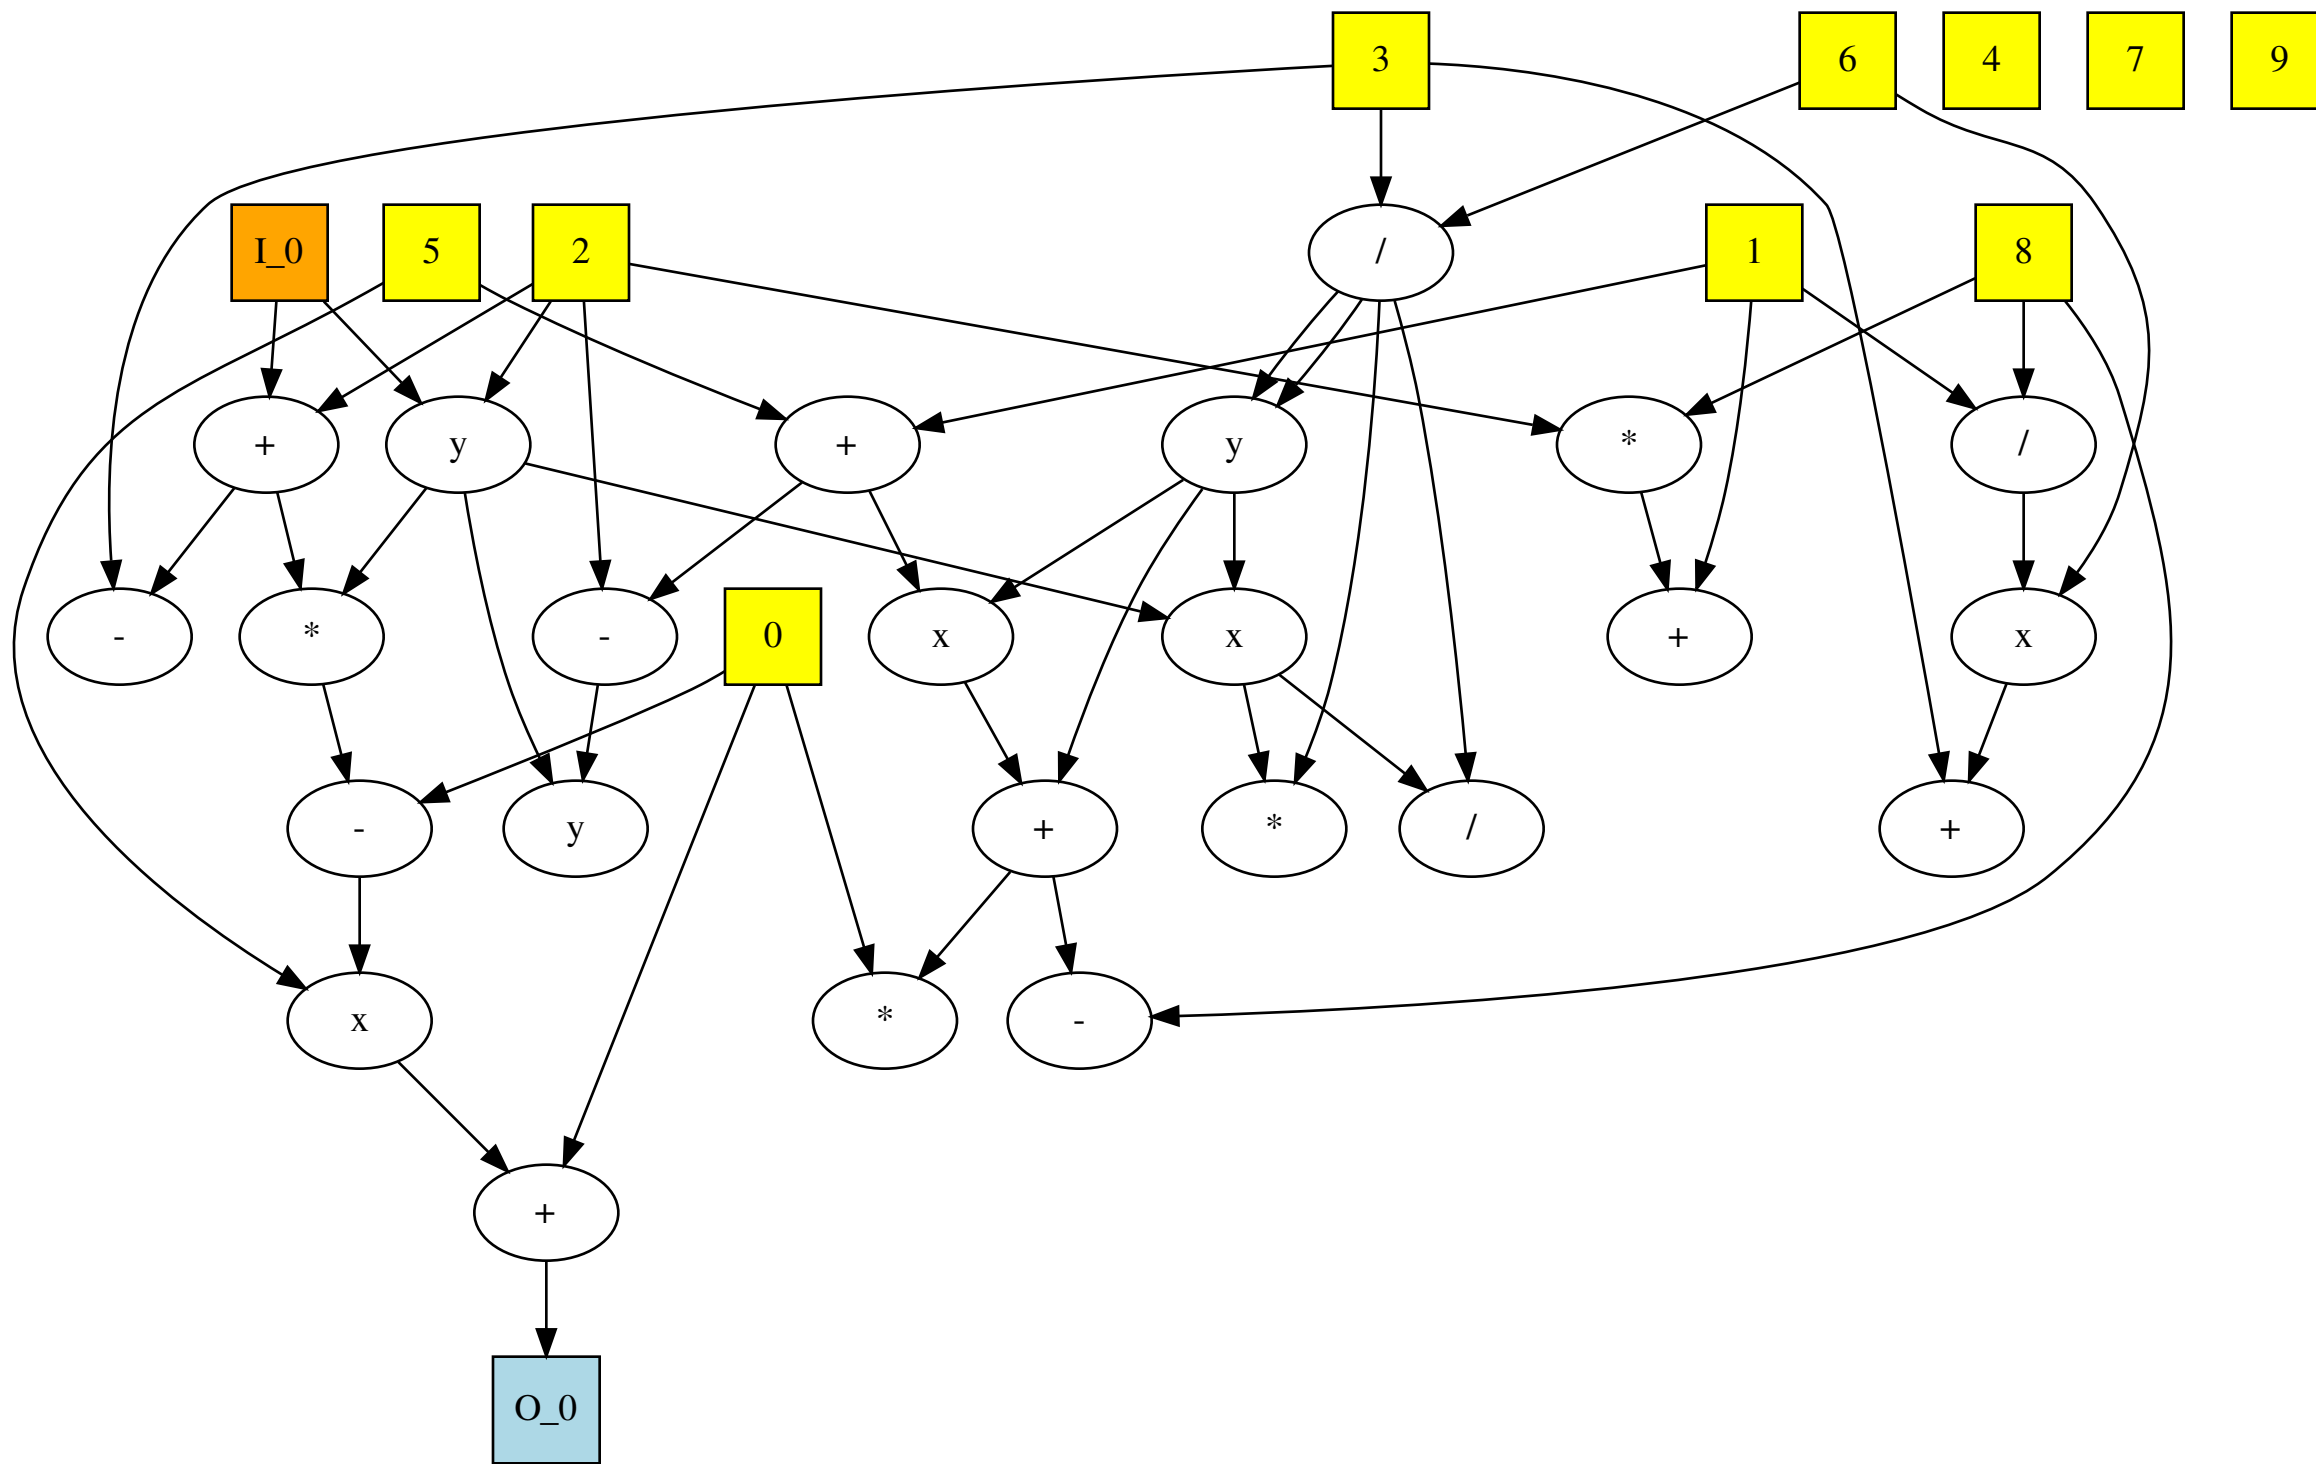 3 6 4 7 9
I_0 5 2 / 1 8
+ y + y * /
- * - 0 x x + x
- y + * / +
x * -
+
O_0